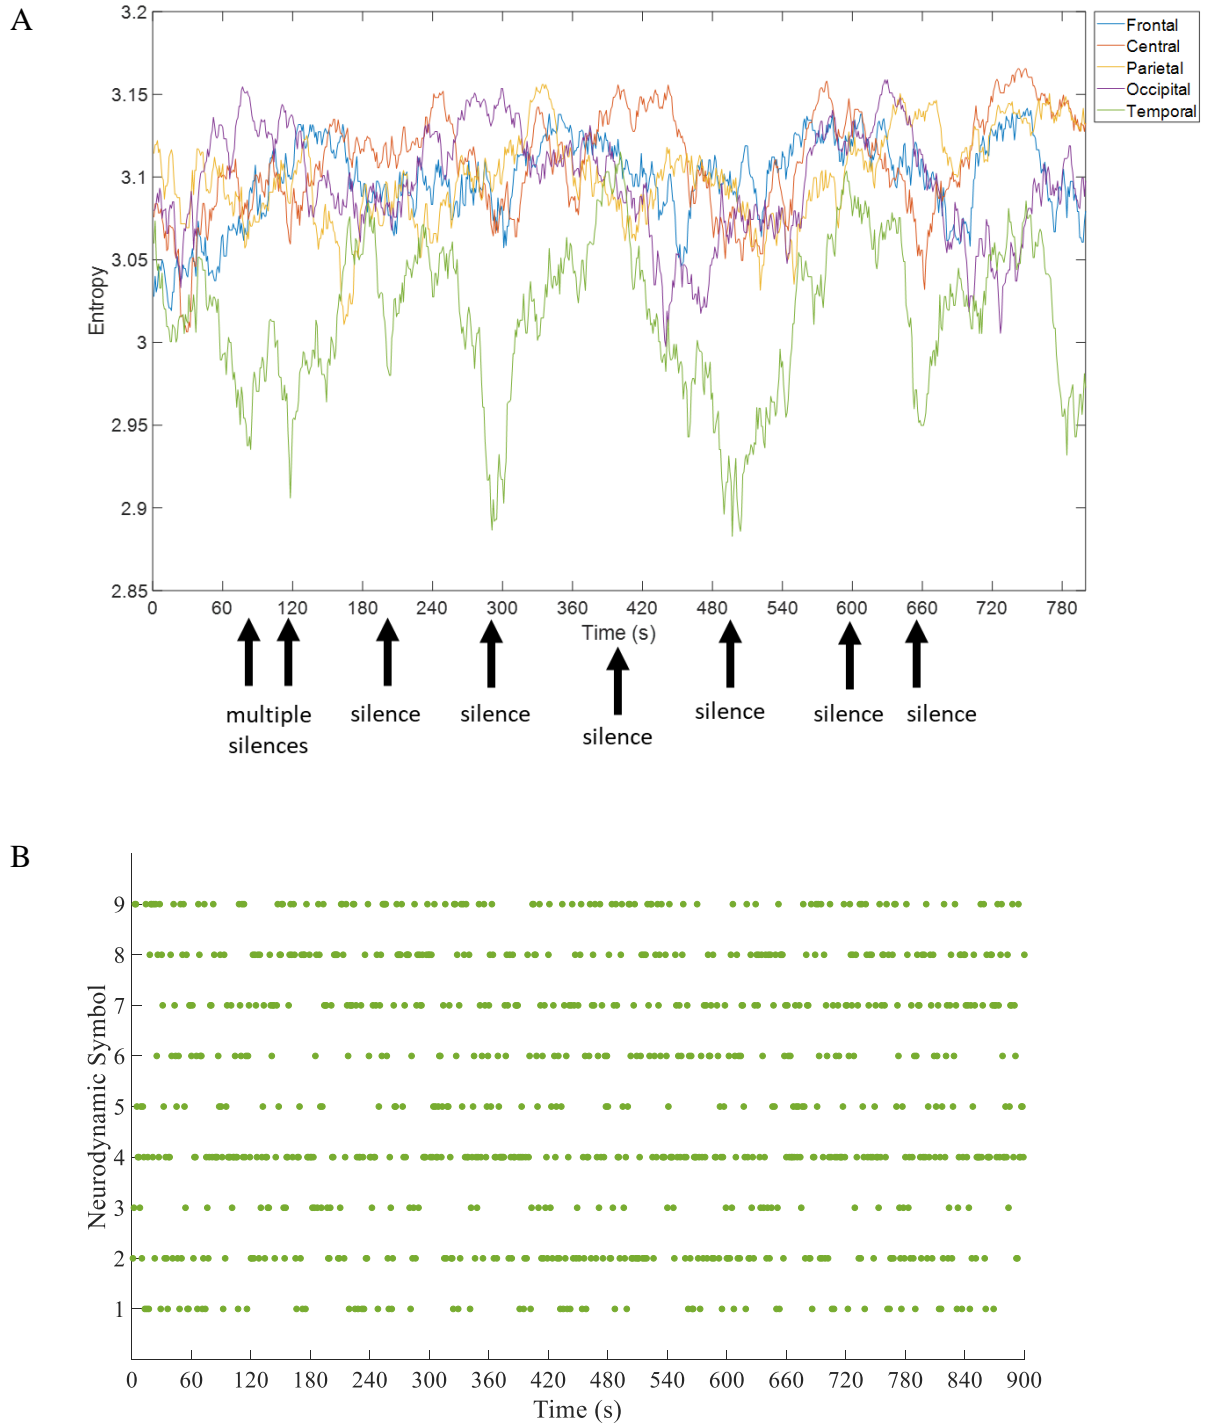 A
3.2
3.15
3.1
3.05
3
2.95
2.9
2.85
Entropy
Frontal
Central
Parietal
Occipital
Temporal
0 60 120 180 240 300 360 420 480 540 600 660 720 780
Time (s)
multiple
silences
silence
silence
silence
silence
silence
silence
B
9
8
7
6
5
4
3
2
1
Neurodynamic Symbol
0 60 120 180 240 300 360 420 480 540 600 660 720 780 840 900
Time (s)